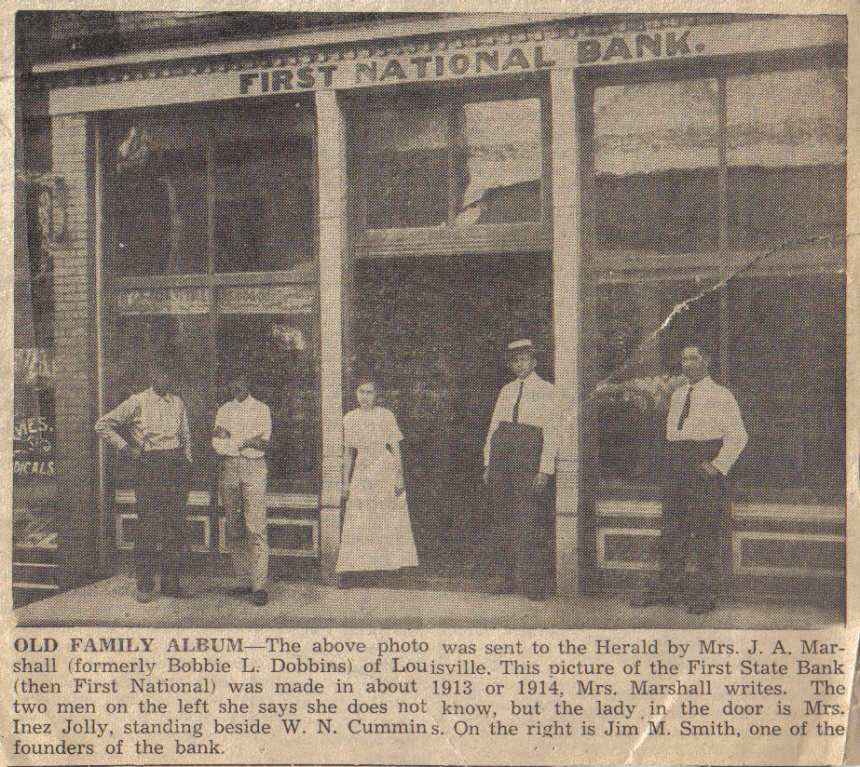 FIRST NATIONAL BANK.
MES.
DICALS
OLD FAMILY ALBUM—The above photo was sent to the Herald by Mrs. J. A. Mar-
shall (formerly Bobbie L. Dobbins) of Louisville. This picture of the First State Bank
(then First National) was made in about 1913 or 1914, Mrs. Marshall writes. The
two men on the left she says she does not know, but the lady in the door is Mrs.
Inez Jolly, standing beside W. N. Cummins. On the right is Jim M. Smith, one of the
founders of the bank.